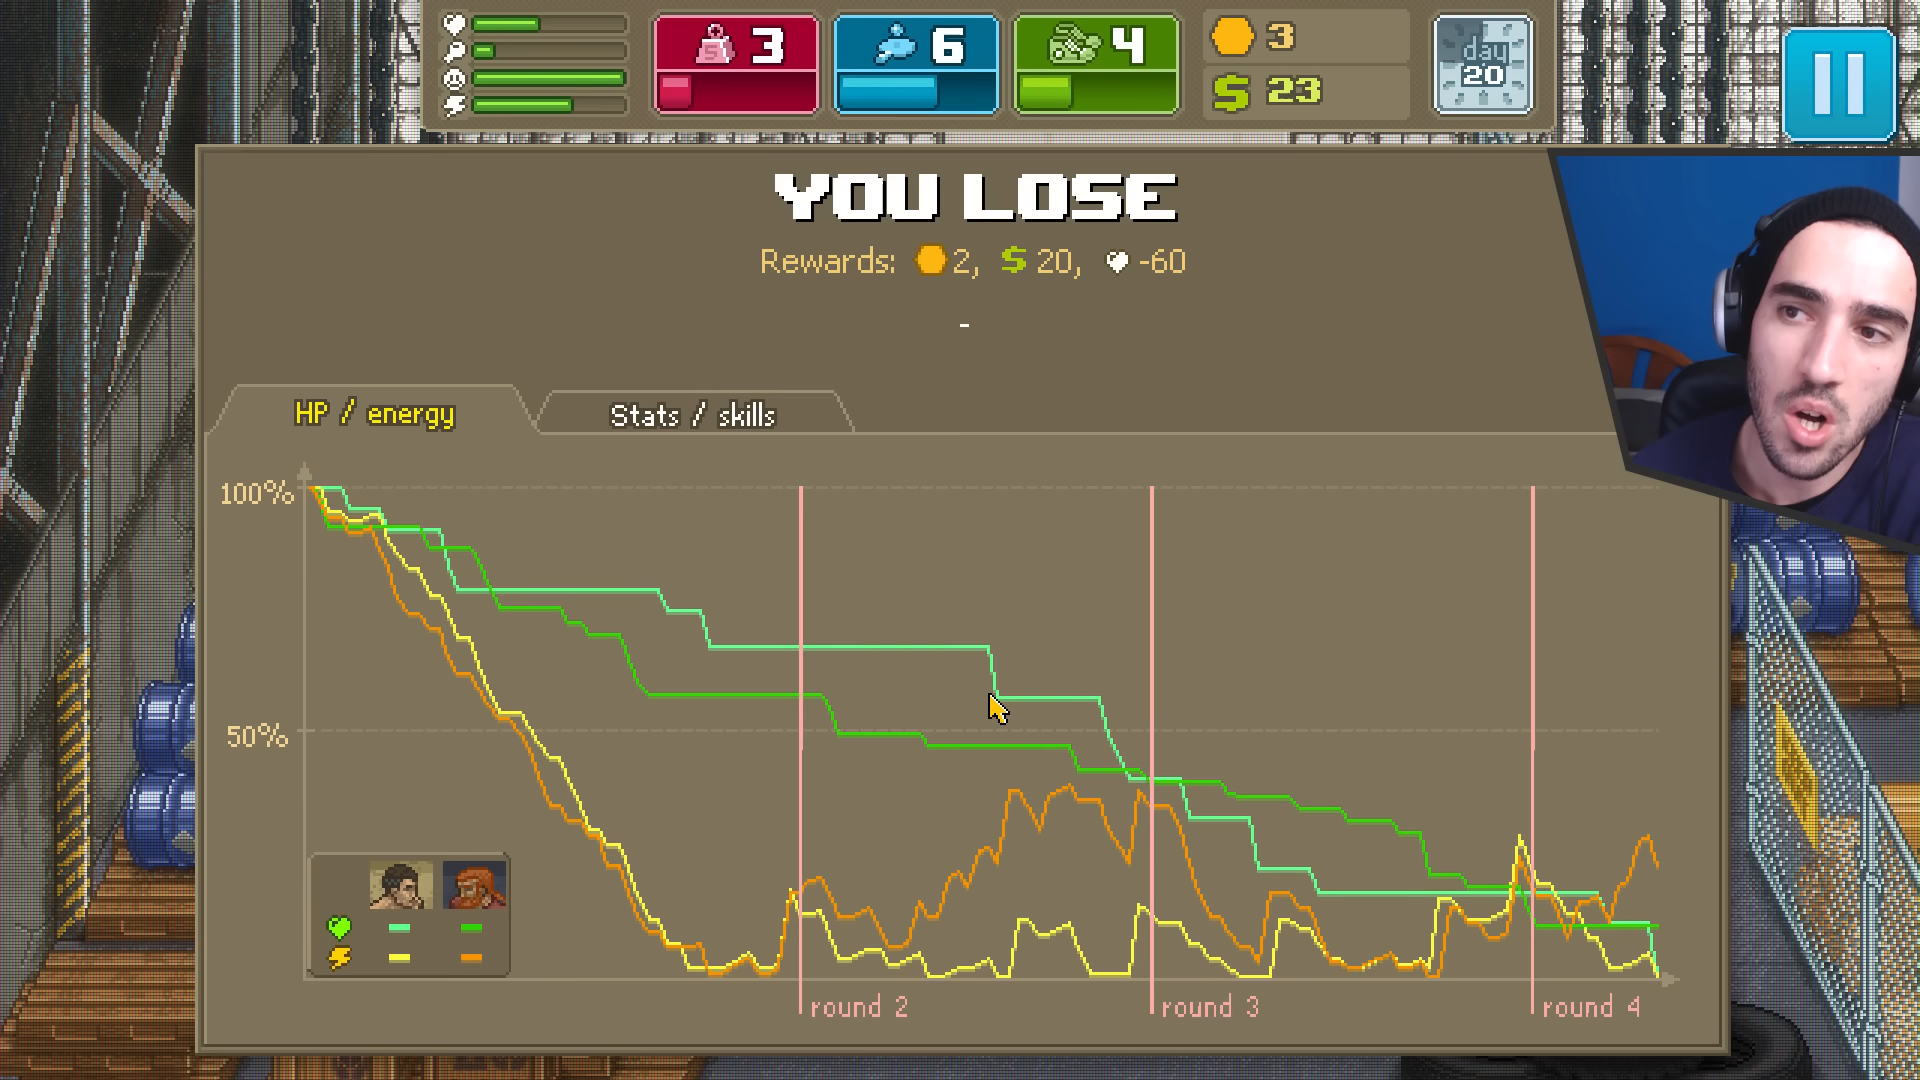 3
6
4
3
$ 23
day
20
YOU LOSE
Rewards: 2, $ 20, -60
-
HP / energy
Stats / skills
100%
50%
round 2
round 3
round 4